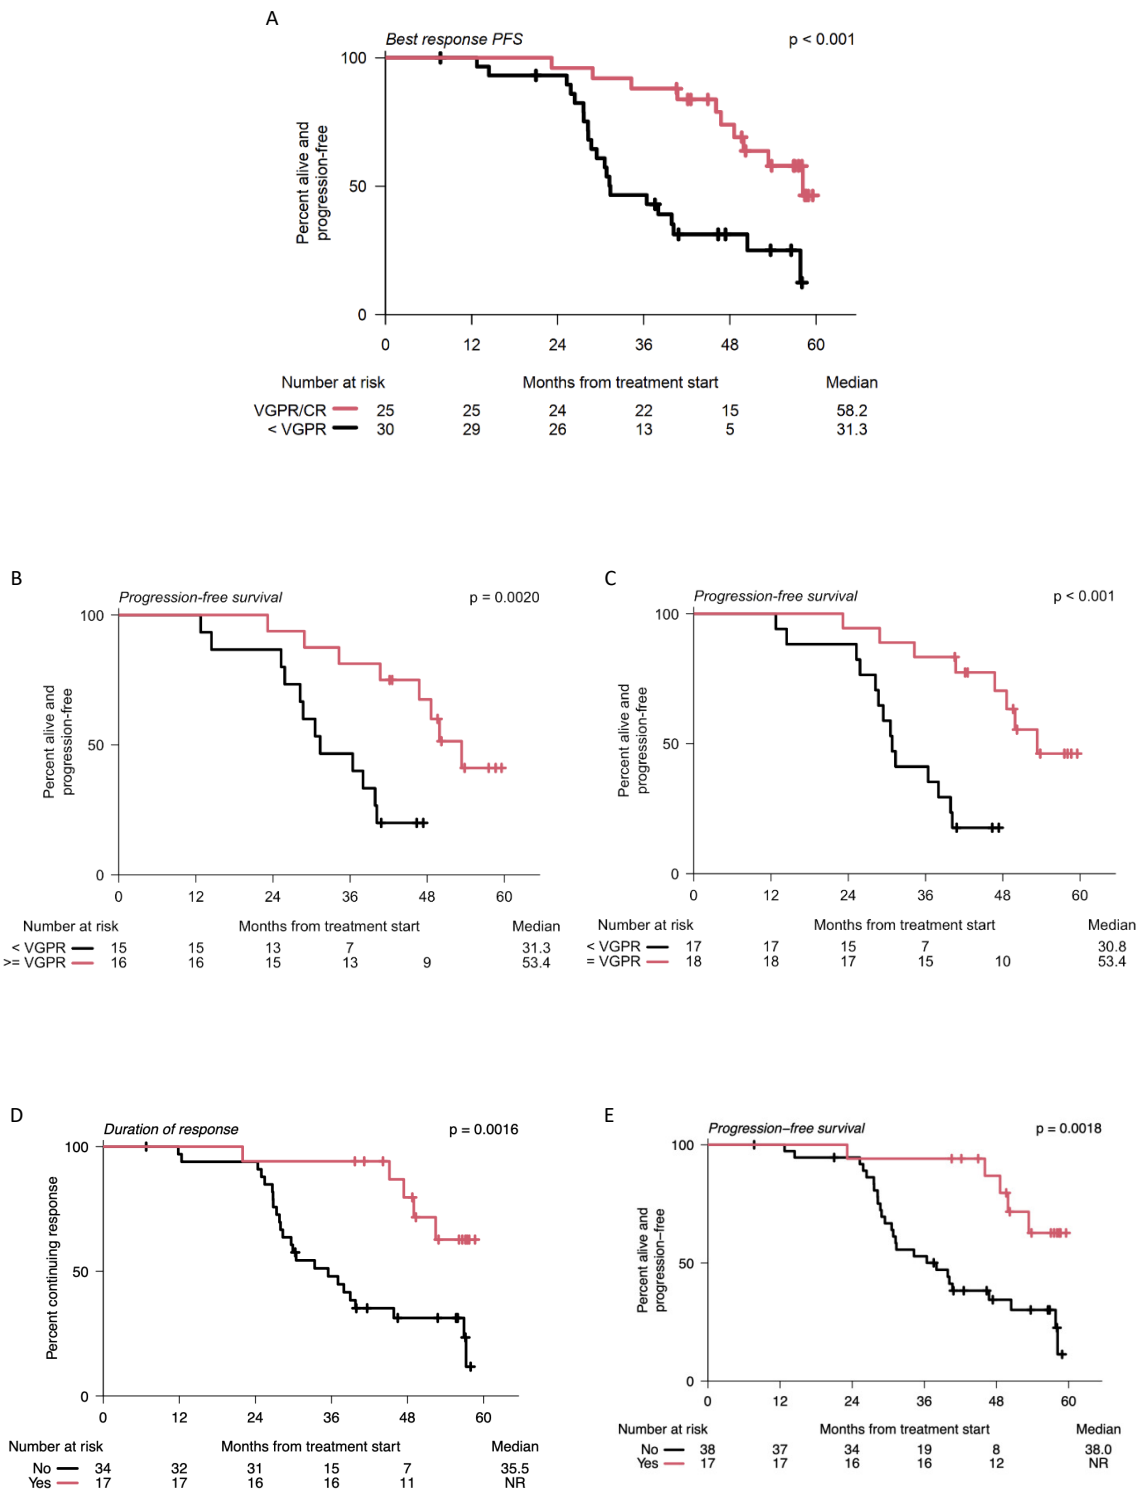 A
Best response PFS p < 0.001
Percent alive and
progression-free
100
50
0
0 12 24 36 48 60
Number at risk Months from treatment start Median
VGPR/CR 25 25 24 22 15 58.2
< VGPR 30 29 26 13 5 31.3
B
Progression-free survival p = 0.0020
Percent alive and
progression-free
100
50
0
0 12 24 36 48 60
Number at risk Months from treatment start Median
< VGPR 15 15 13 7 31.3
>= VGPR 16 16 15 13 9 53.4
C
Progression-free survival p < 0.001
Percent alive and
progression-free
100
50
0
0 12 24 36 48 60
Number at risk Months from treatment start Median
< VGPR 17 17 15 7 30.8
= VGPR 18 18 17 15 10 53.4
D
Duration of response p = 0.0016
Percent continuing response
100
50
0
0 12 24 36 48 60
Number at risk Months from treatment start Median
No 34 32 31 15 7 35.5
Yes 17 17 16 16 11 NR
E
Progression–free survival p = 0.0018
Percent alive and
progression–free
100
50
0
0 12 24 36 48 60
Number at risk Months from treatment start Median
No 38 37 34 19 8 38.0
Yes 17 17 16 16 12 NR